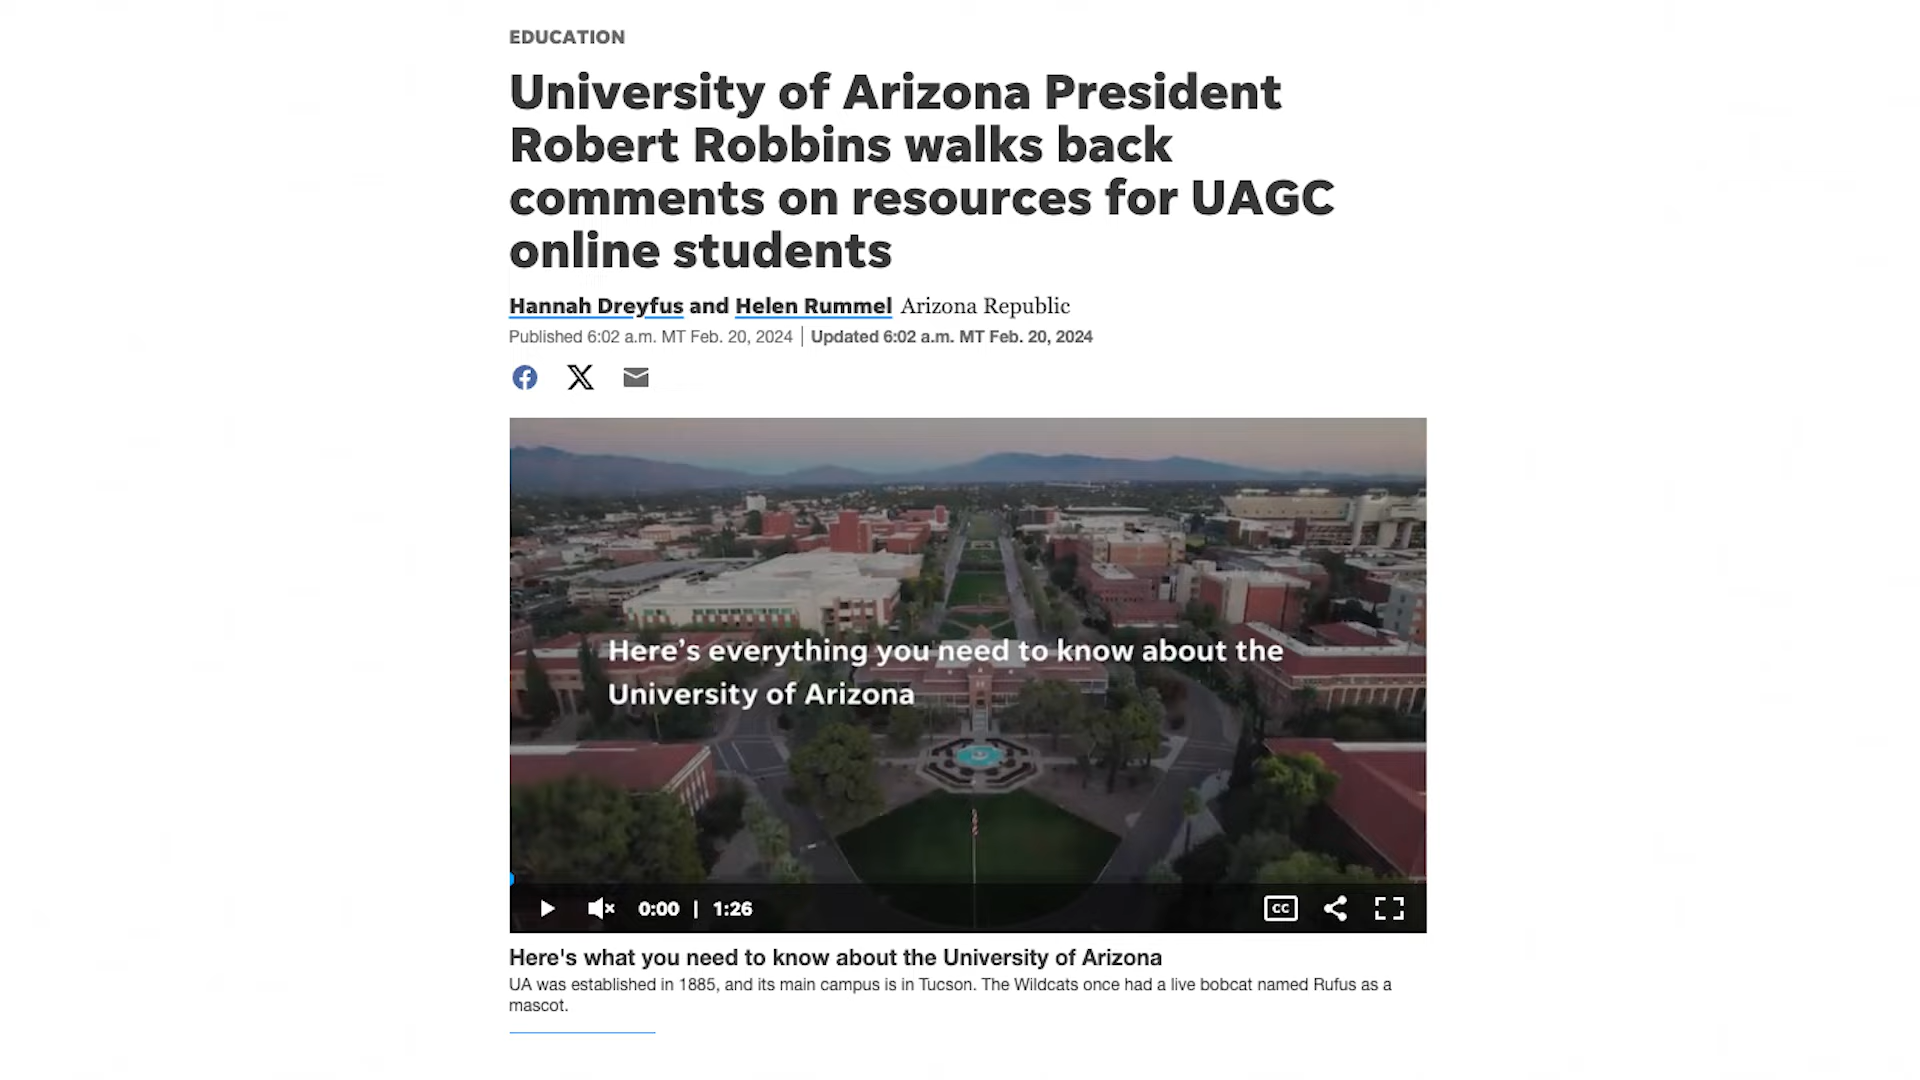 EDUCATION
University of Arizona President
Robert Robbins walks back
comments on resources for UAGC
online students
Hannah Dreyfus and Helen Rummel Arizona Republic
Published 6:02 a.m. MT Feb. 20, 2024 | Updated 6:02 a.m. MT Feb. 20, 2024
Here’s everything you need to know about the
University of Arizona
0:00 | 1:26
CC
Here's what you need to know about the University of Arizona
UA was established in 1885, and its main campus is in Tucson. The Wildcats once had a live bobcat named Rufus as a
mascot.